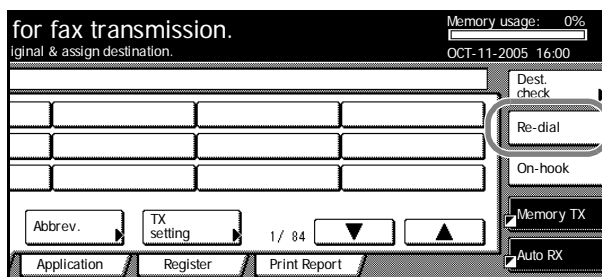 for fax transmission.
iginal & assign destination.
Memory usage: 0%
OCT-11-2005 16:00
Dest.
check
Re-dial
On-hook
Abbrev.
TX
setting
1/ 84
Memory TX
Auto RX
Application
Register
Print Report